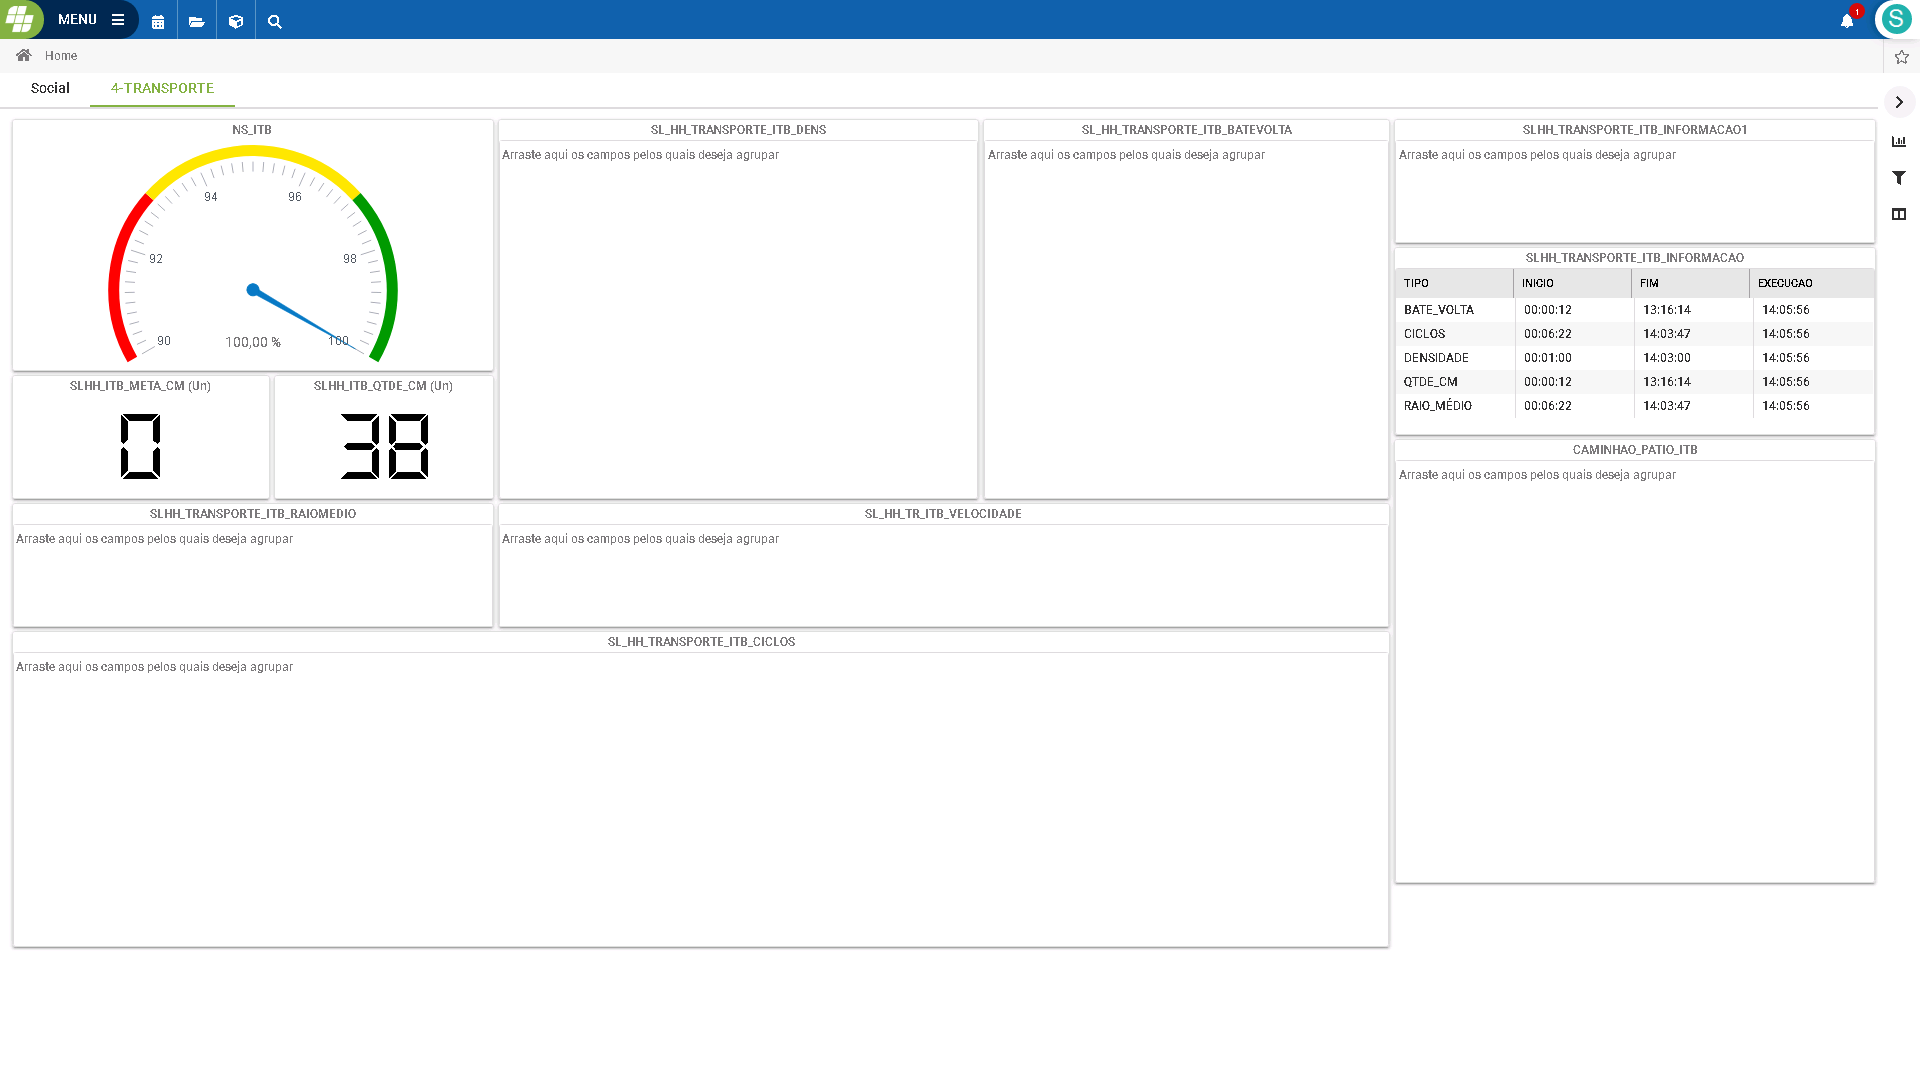 MENU
1
S
Home
Social
4-TRANSPORTE
NS_ITB
90
92
94
96
98
100
100,00 %
SLHH_ITB_META_CM (Un)
0
SLHH_ITB_QTDE_CM (Un)
38
SL_HH_TRANSPORTE_ITB_DENS
Arraste aqui os campos pelos quais deseja agrupar
SL_HH_TRANSPORTE_ITB_BATEVOLTA
Arraste aqui os campos pelos quais deseja agrupar
SLHH_TRANSPORTE_ITB_INFORMACAO1
Arraste aqui os campos pelos quais deseja agrupar
SLHH_TRANSPORTE_ITB_INFORMACAO
TIPO INICIO FIM EXECUCAO
BATE_VOLTA 00:00:12 13:16:14 14:05:56
CICLOS 00:06:22 14:03:47 14:05:56
DENSIDADE 00:01:00 14:03:00 14:05:56
QTDE_CM 00:00:12 13:16:14 14:05:56
RAIO_MÉDIO 00:06:22 14:03:47 14:05:56
CAMINHAO_PATIO_ITB
Arraste aqui os campos pelos quais deseja agrupar
SLHH_TRANSPORTE_ITB_RAIOMEDIO
Arraste aqui os campos pelos quais deseja agrupar
SL_HH_TR_ITB_VELOCIDADE
Arraste aqui os campos pelos quais deseja agrupar
SL_HH_TRANSPORTE_ITB_CICLOS
Arraste aqui os campos pelos quais deseja agrupar